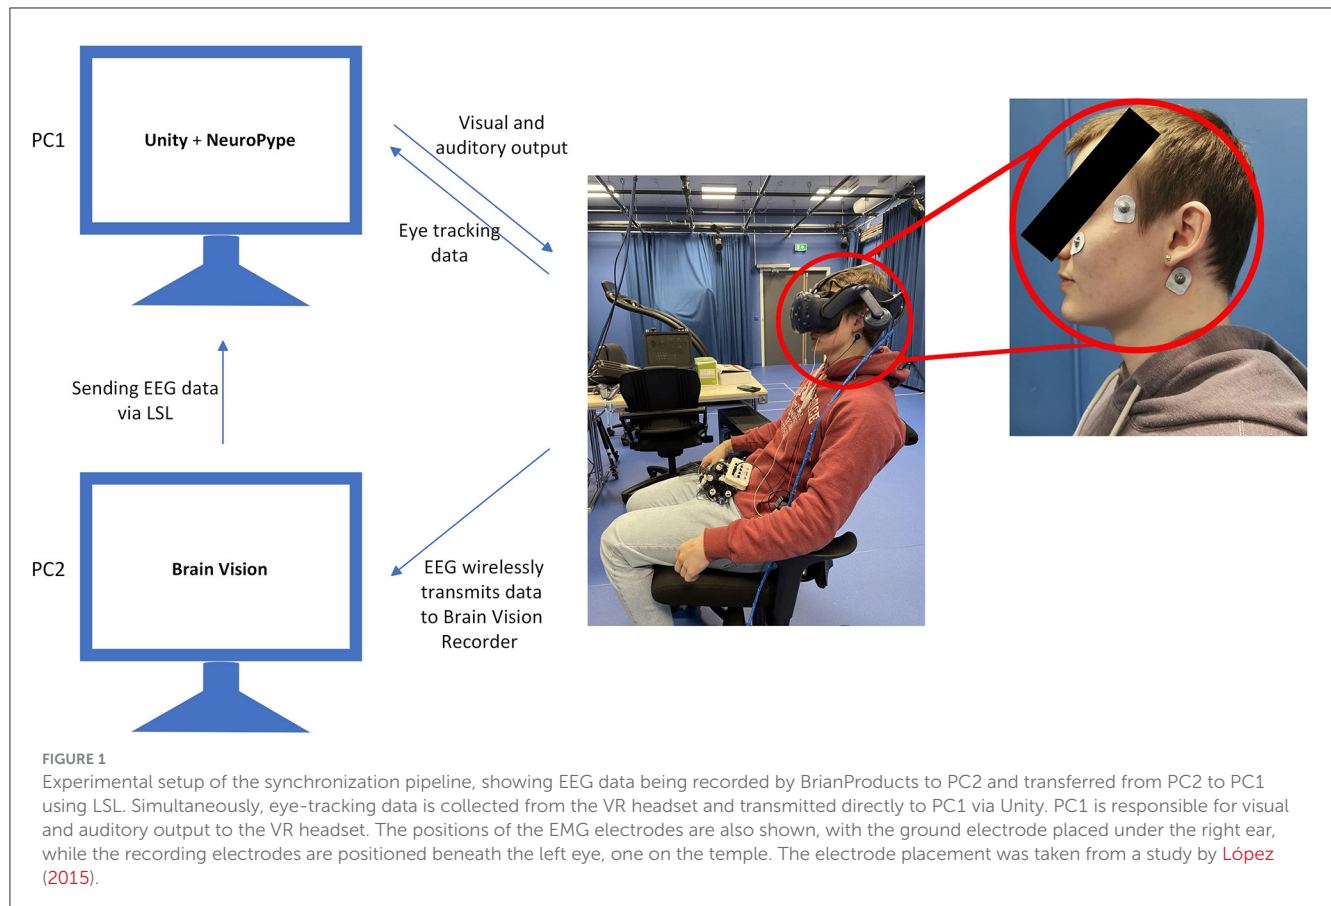 PC1
Unity + NeuroPype
Visual and
auditory output
Eye tracking
data
Sending EEG data
via LSL
PC2
Brain Vision
EEG wirelessly
transmits data
to Brain Vision
Recorder
FIGURE 1
Experimental setup of the synchronization pipeline, showing EEG data being recorded by BrianProducts to PC2 and transferred from PC2 to PC1
using LSL. Simultaneously, eye-tracking data is collected from the VR headset and transmitted directly to PC1 via Unity. PC1 is responsible for visual
and auditory output to the VR headset. The positions of the EMG electrodes are also shown, with the ground electrode placed under the right ear,
while the recording electrodes are positioned beneath the left eye, one on the temple. The electrode placement was taken from a study by López
(2015).